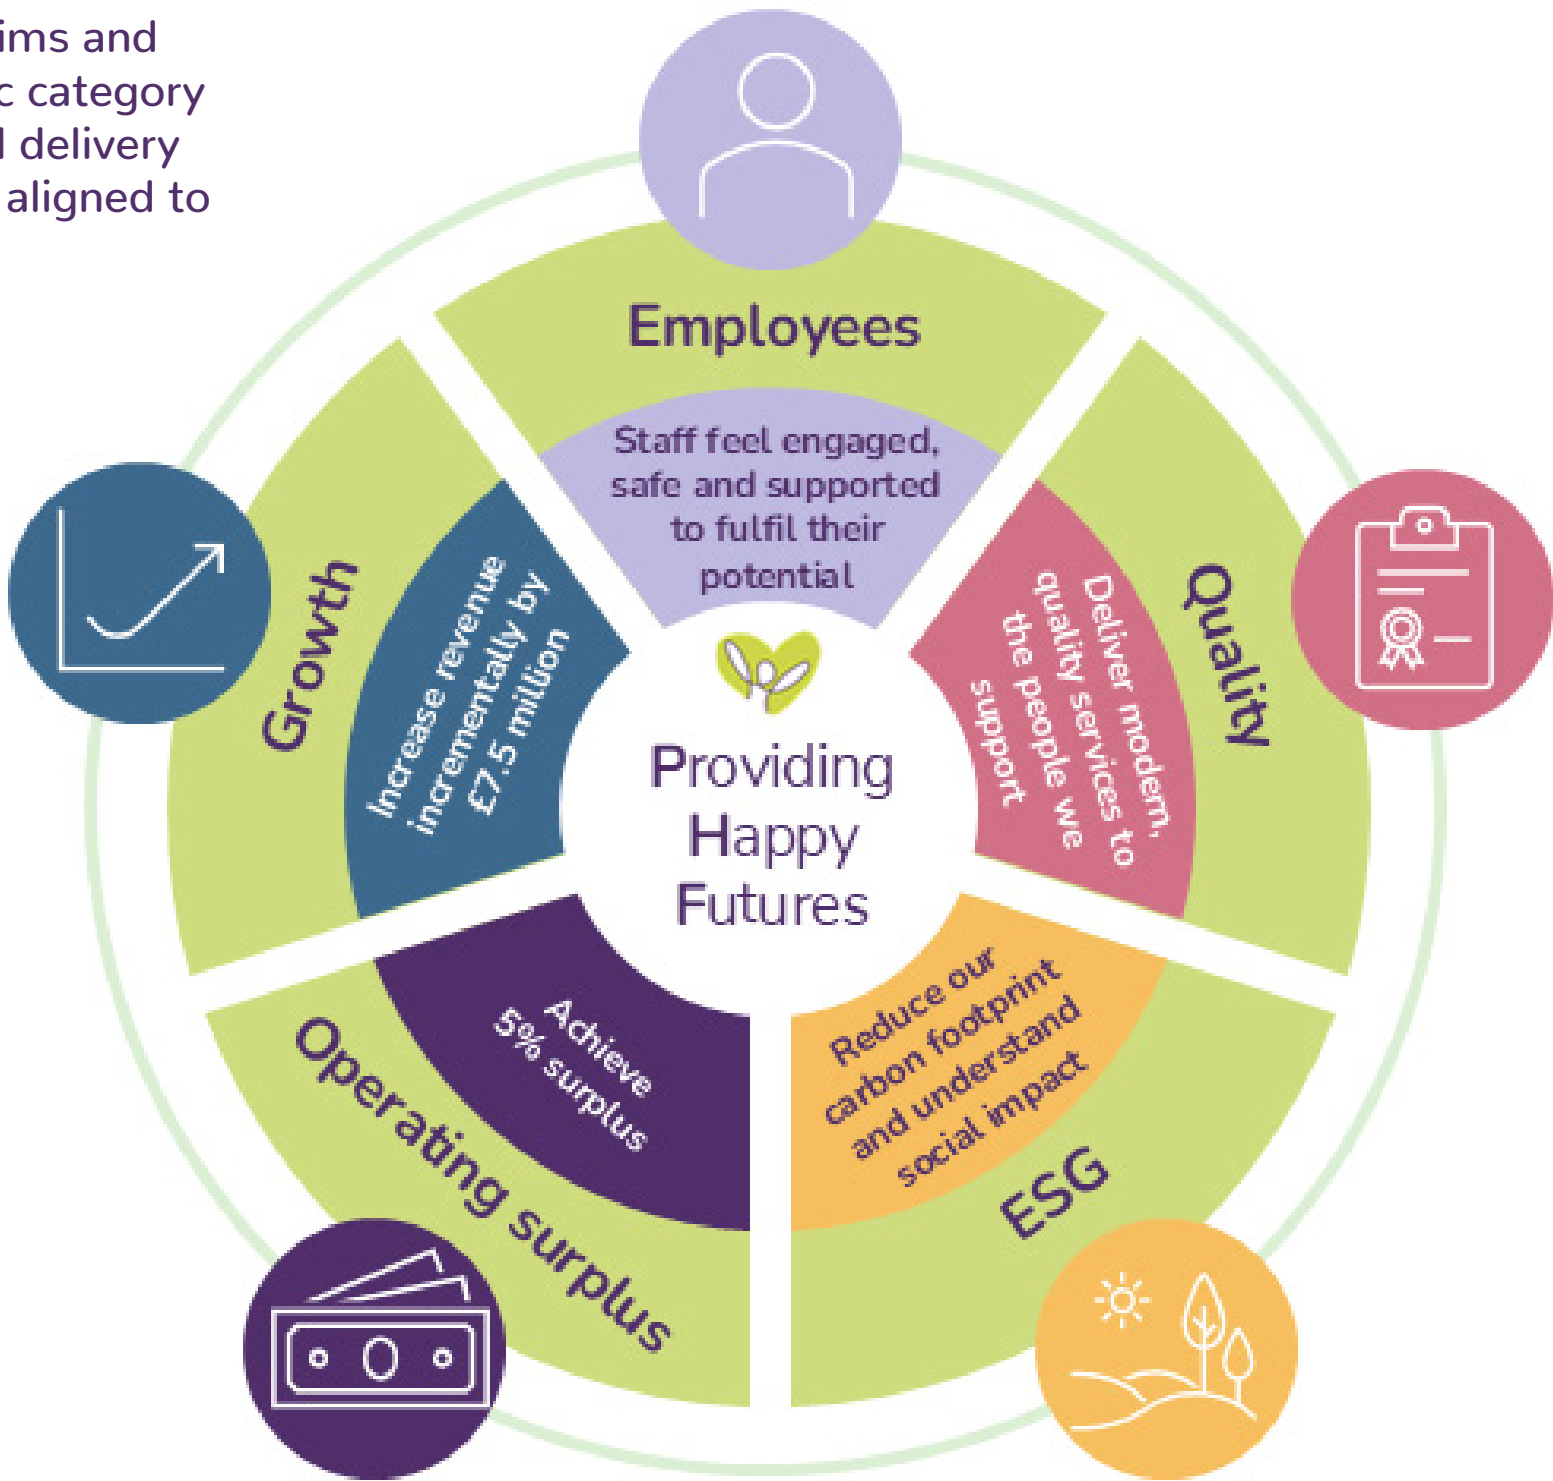 ims and
c category
l delivery
aligned to
Employees
Staff feel engaged,
safe and supported
to fulfil their
potential
Quality
Deliver modern,
quality services to
the people we
support
ESG
Reduce our
carbon footprint
and understand
social impact
Operating surplus
Achieve
5% surplus
Growth
Increase revenue
incrementally by
£7.5 million
Providing
Happy
Futures